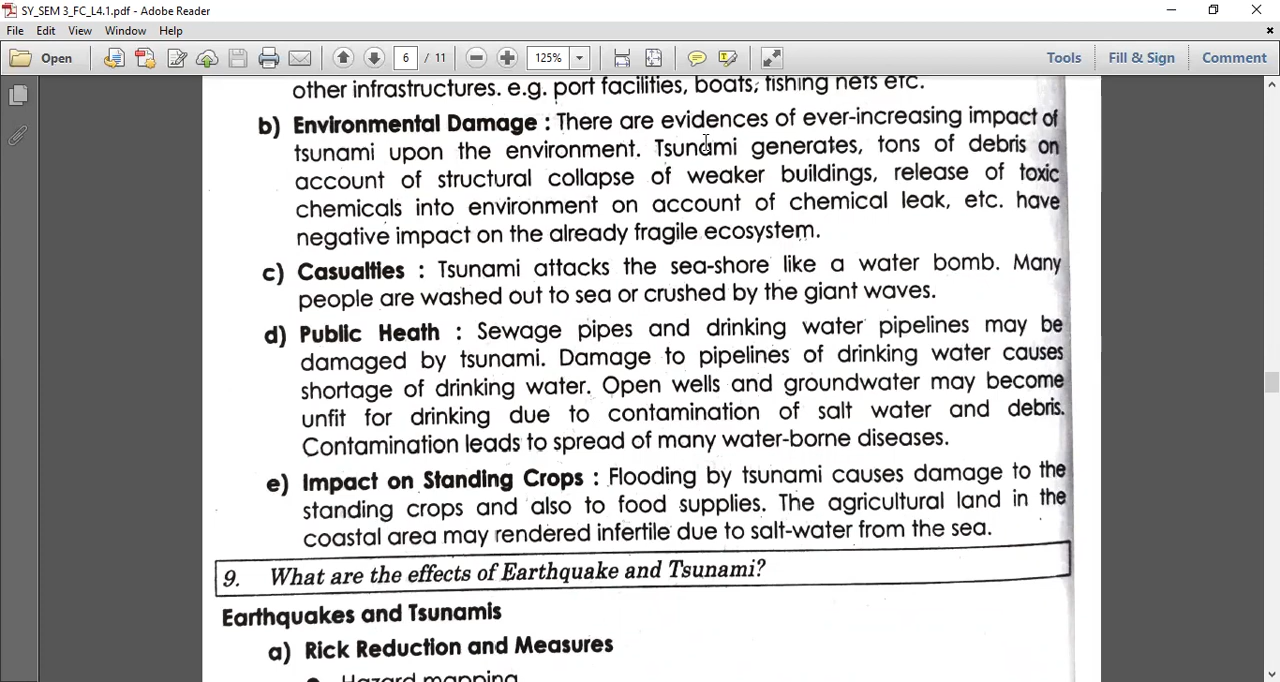 SY_SEM 3_FC_L4.1.pdf - Adobe Reader
File Edit View Window Help
Open 6 / 11 125% Tools Fill & Sign Comment
other infrastructures. e.g. port facilities, boats, fishing nets etc.
b) Environmental Damage : There are evidences of ever-increasing impact of
tsunami upon the environment. Tsunami generates, tons of debris on
account of structural collapse of weaker buildings, release of toxic
chemicals into environment on account of chemical leak, etc. have
negative impact on the already fragile ecosystem.
c) Casualties : Tsunami attacks the sea-shore like a water bomb. Many
people are washed out to sea or crushed by the giant waves.
d) Public Heath : Sewage pipes and drinking water pipelines may be
damaged by tsunami. Damage to pipelines of drinking water causes
shortage of drinking water. Open wells and groundwater may become
unfit for drinking due to contamination of salt water and debris.
Contamination leads to spread of many water-borne diseases.
e) Impact on Standing Crops : Flooding by tsunami causes damage to the
standing crops and also to food supplies. The agricultural land in the
coastal area may rendered infertile due to salt-water from the sea.
9. What are the effects of Earthquake and Tsunami?
Earthquakes and Tsunamis
a) Rick Reduction and Measures
● Hazard mapping